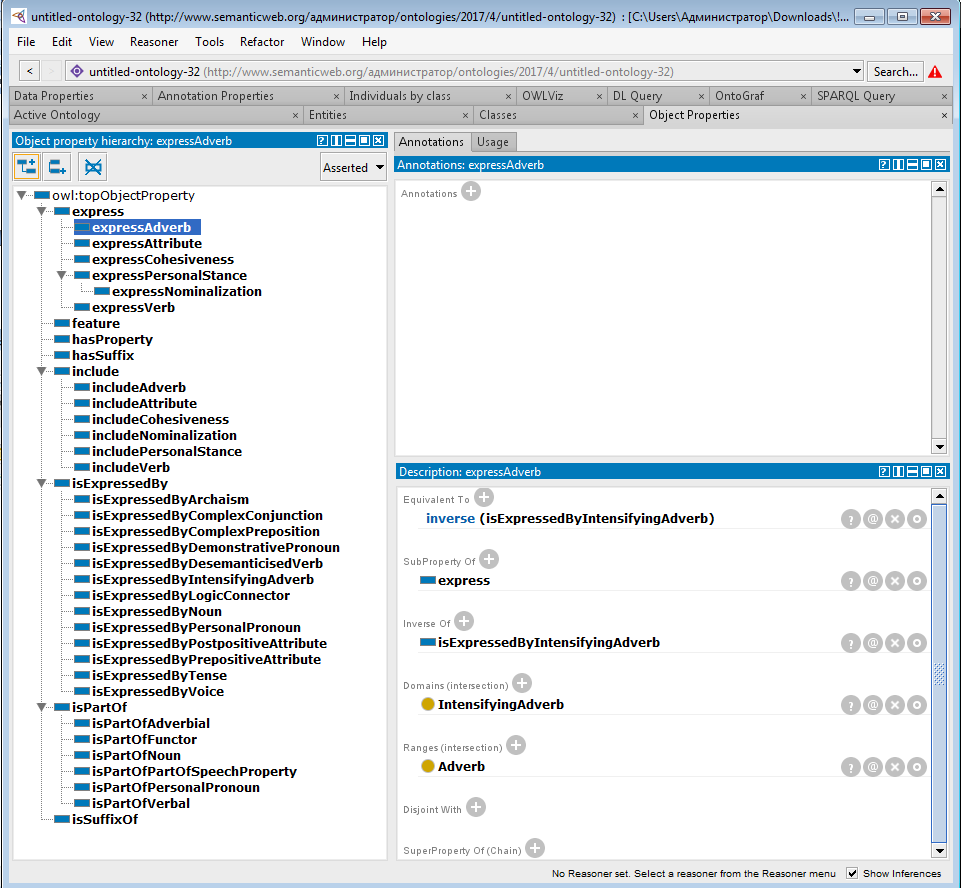 untitled-ontology-32 (http://www.semanticweb.org/администратор/ontologies/2017/4/untitled-ontology-32) : [C:\Users\Администратор\Downloads\!...
File Edit View Reasoner Tools Refactor Window Help
< > untitled-ontology-32 (http://www.semanticweb.org/администратор/ontologies/2017/4/untitled-ontology-32) Search...
Data Properties × Annotation Properties × Individuals by class × OWLViz × DL Query × OntoGraf × SPARQL Query ×
Active Ontology × Entities × Classes × Object Properties ×
Object property hierarchy: expressAdverb
Asserted
owl:topObjectProperty
express
expressAdverb
expressAttribute
expressCohesiveness
expressPersonalStance
expressNominalization
expressVerb
feature
hasProperty
hasSuffix
include
includeAdverb
includeAttribute
includeCohesiveness
includeNominalization
includePersonalStance
includeVerb
isExpressedBy
isExpressedByArchaism
isExpressedByComplexConjunction
isExpressedByComplexPreposition
isExpressedByDemonstrativePronoun
isExpressedByDesemanticisedVerb
isExpressedByIntensifyingAdverb
isExpressedByLogicConnector
isExpressedByNoun
isExpressedByPersonalPronoun
isExpressedByPostpositiveAttribute
isExpressedByPrepositiveAttribute
isExpressedByTense
isExpressedByVoice
isPartOf
isPartOfAdverbial
isPartOfFunctor
isPartOfNoun
isPartOfPartOfSpeechProperty
isPartOfPersonalPronoun
isPartOfVerbal
isSuffixOf
Annotations Usage
Annotations: expressAdverb
Annotations
Description: expressAdverb
Equivalent To
inverse (isExpressedByIntensifyingAdverb)
SubProperty Of
express
Inverse Of
isExpressedByIntensifyingAdverb
Domains (intersection)
IntensifyingAdverb
Ranges (intersection)
Adverb
Disjoint With
SuperProperty Of (Chain)
No Reasoner set. Select a reasoner from the Reasoner menu Show Inferences